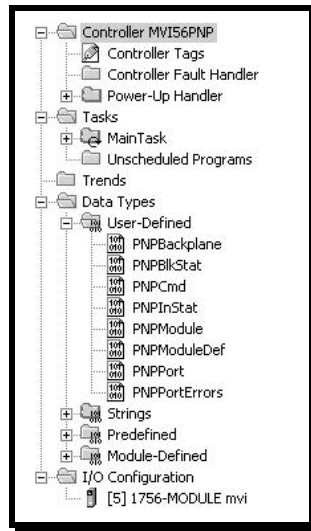 Controller MVI56PNP
Controller Tags
Controller Fault Handler
Power-Up Handler
Tasks
MainTask
Unscheduled Programs
Trends
Data Types
User-Defined
PNPBackplane
PNPBlkStat
PNPCmd
PNPInStat
PNPModule
PNPModuleDef
PNPPort
PNPPortErrors
Strings
Predefined
Module-Defined
I/O Configuration
[5] 1756-MODULE mvi